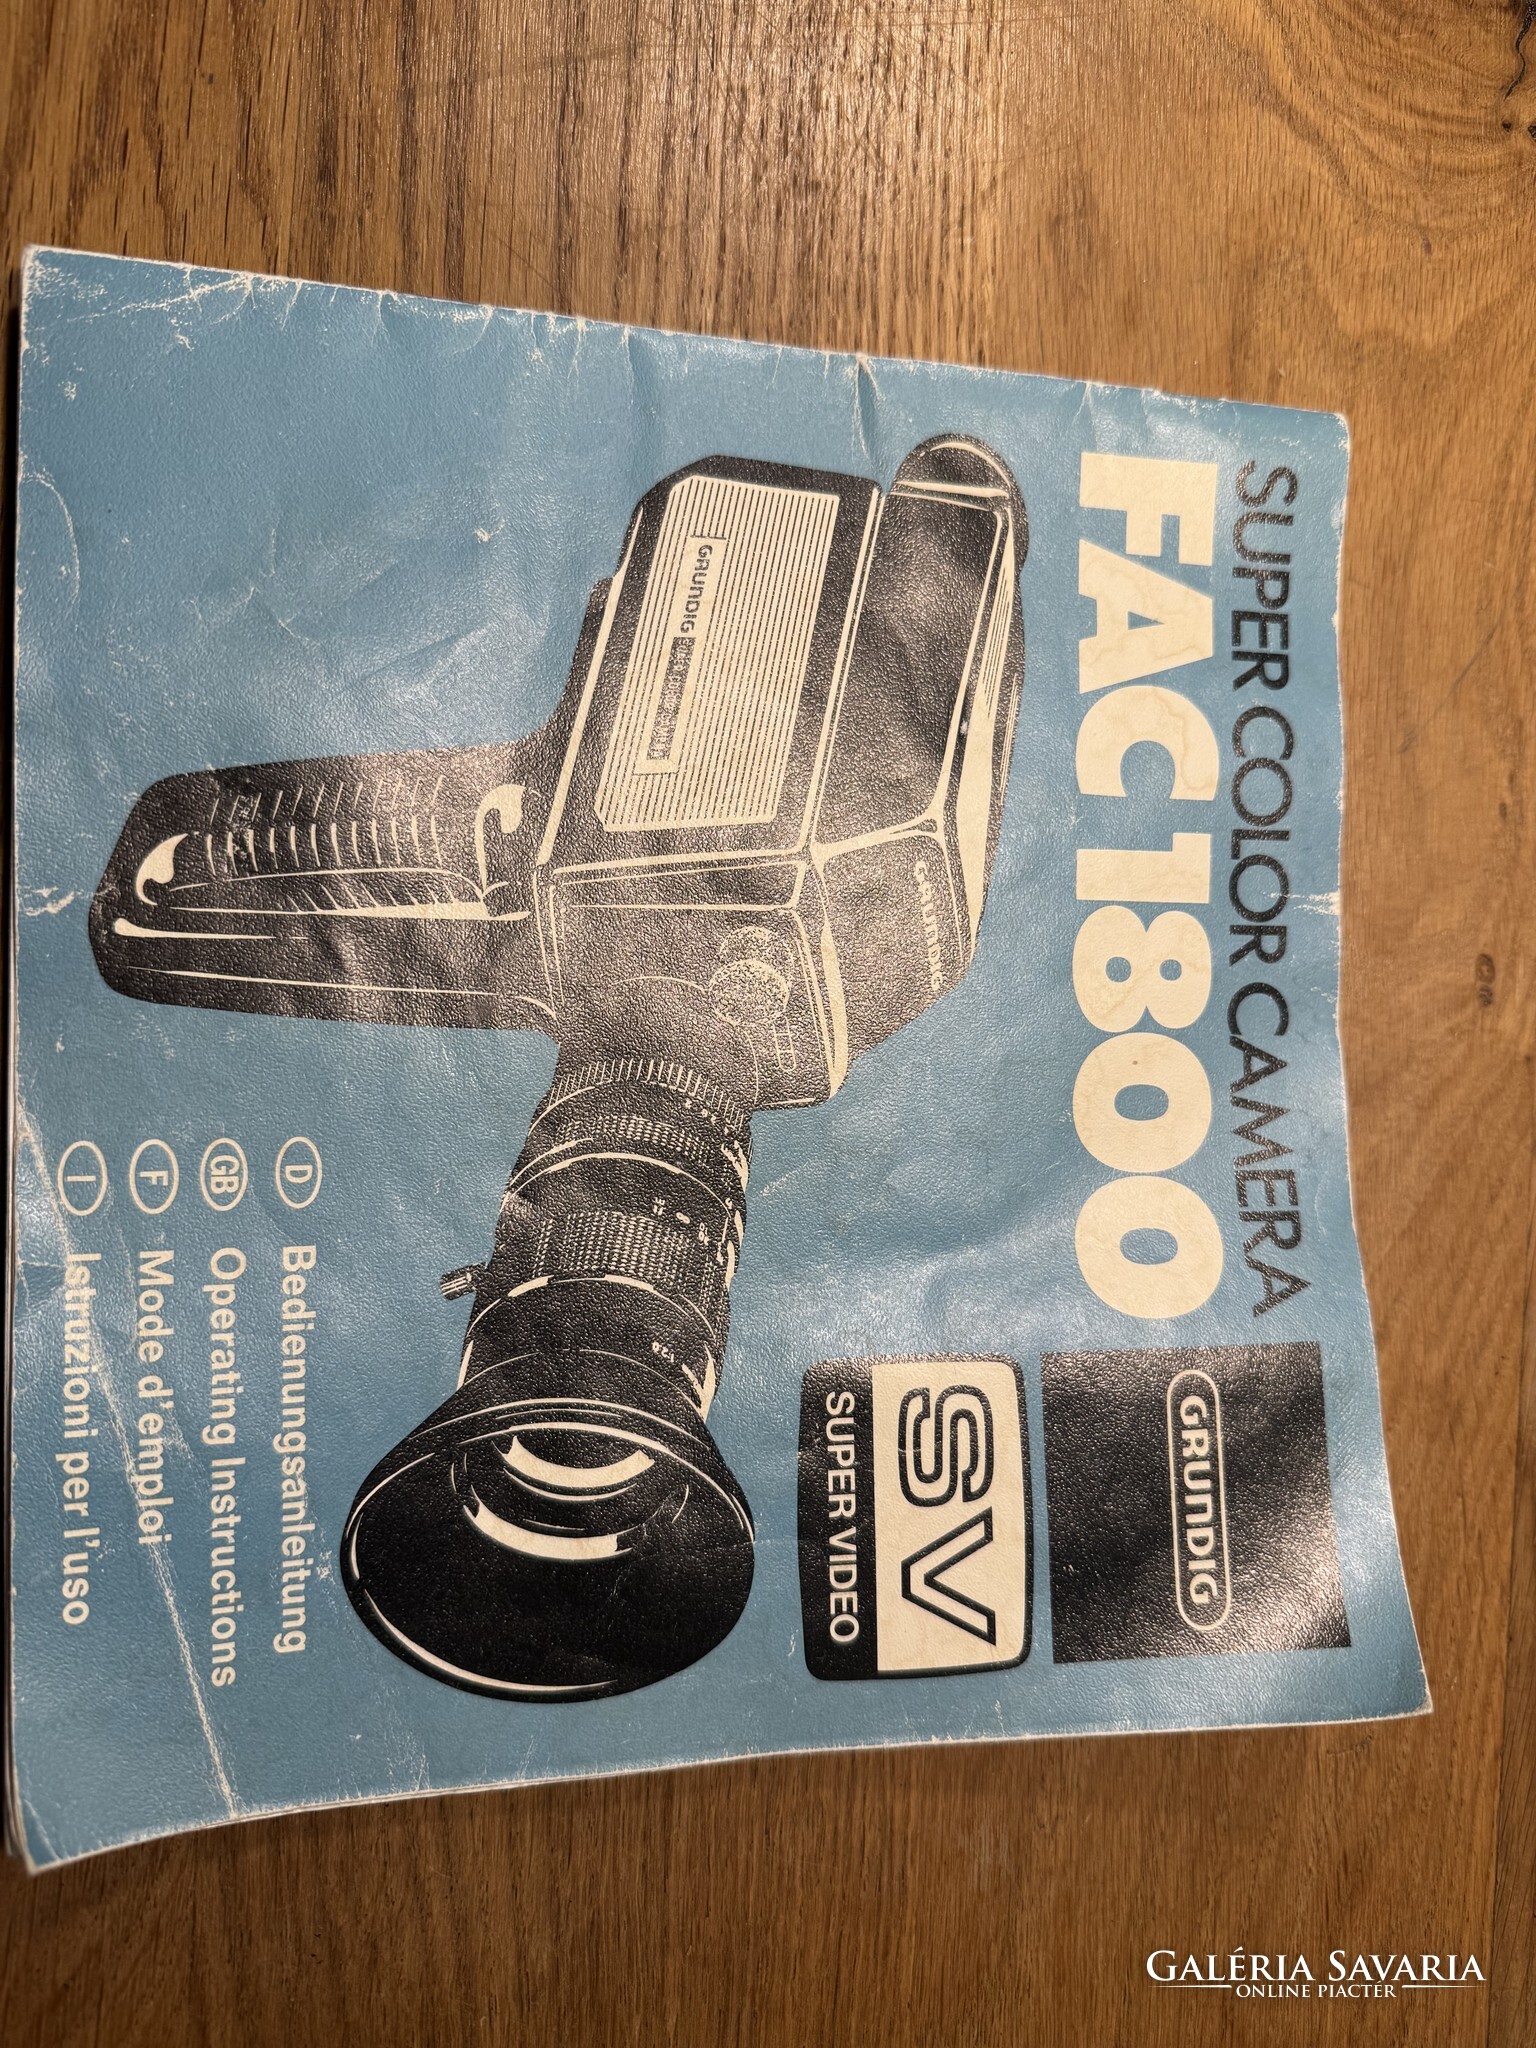 SUPER COLOR CAMERA
FAC 1800
GRUNDIG
SV
SUPER VIDEO
GRUNDIG
GRUNDIG
D Bedienungsanleitung
GB Operating Instructions
F Mode d'emploi
I Istruzioni per l'uso
GALÉRIA SAVARIA
ONLINE PIACTÉR